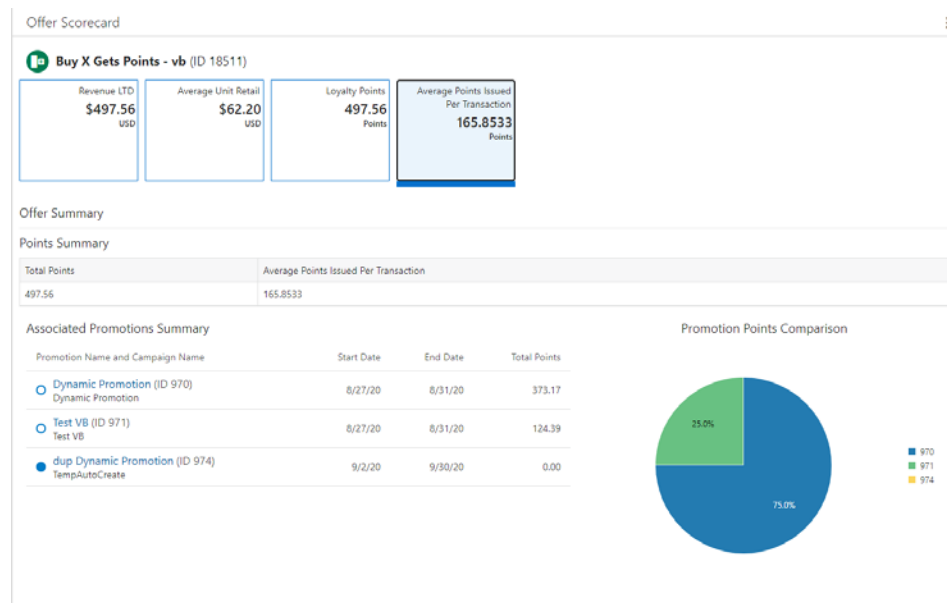 Offer Scorecard
Buy X Gets Points - vb (ID 18511)
Revenue LTD
$497.56
USD
Average Unit Retail
$62.20
USD
Loyalty Points
497.56
Points
Average Points Issued
Per Transaction
165.8533
Points
Offer Summary
Points Summary
Total Points Average Points Issued Per Transaction
497.56 165.8533
Associated Promotions Summary
Promotion Name and Campaign Name Start Date End Date Total Points
Dynamic Promotion (ID 970) 8/27/20 8/31/20 373.17
Dynamic Promotion
Test VB (ID 971) 8/27/20 8/31/20 124.39
Test VB
dup Dynamic Promotion (ID 974) 9/2/20 9/30/20 0.00
TempAutoCreate
Promotion Points Comparison
25.0%
75.0%
970
971
974